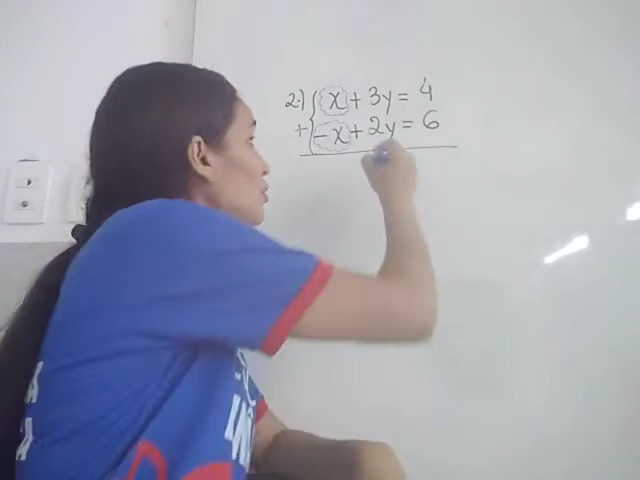 2.) { x + 3y = 4
+ { -x + 2y = 6